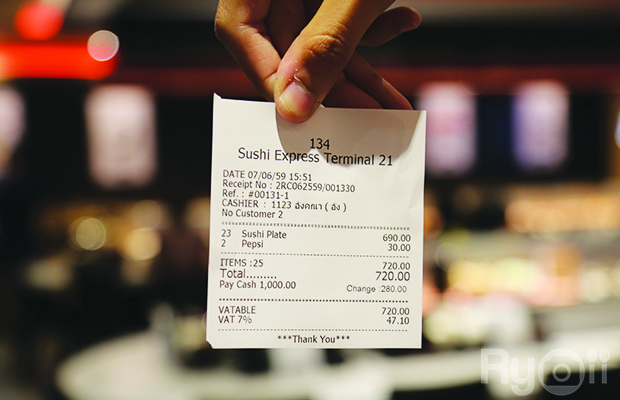 134
Sushi Express Terminal 21
DATE 07/06/59 15:51
Receipt No : 2RC062559/001330
Ref. : #00131-1
CASHIER : 1123 อังคณา ( อัง )
No Customer 2
23 Sushi Plate 690.00
2 Pepsi 30.00
ITEMS :25 720.00
Total......... 720.00
Pay Cash 1,000.00 Change :280.00
VATABLE 720.00
VAT 7% 47.10
***Thank You***
Ryoii